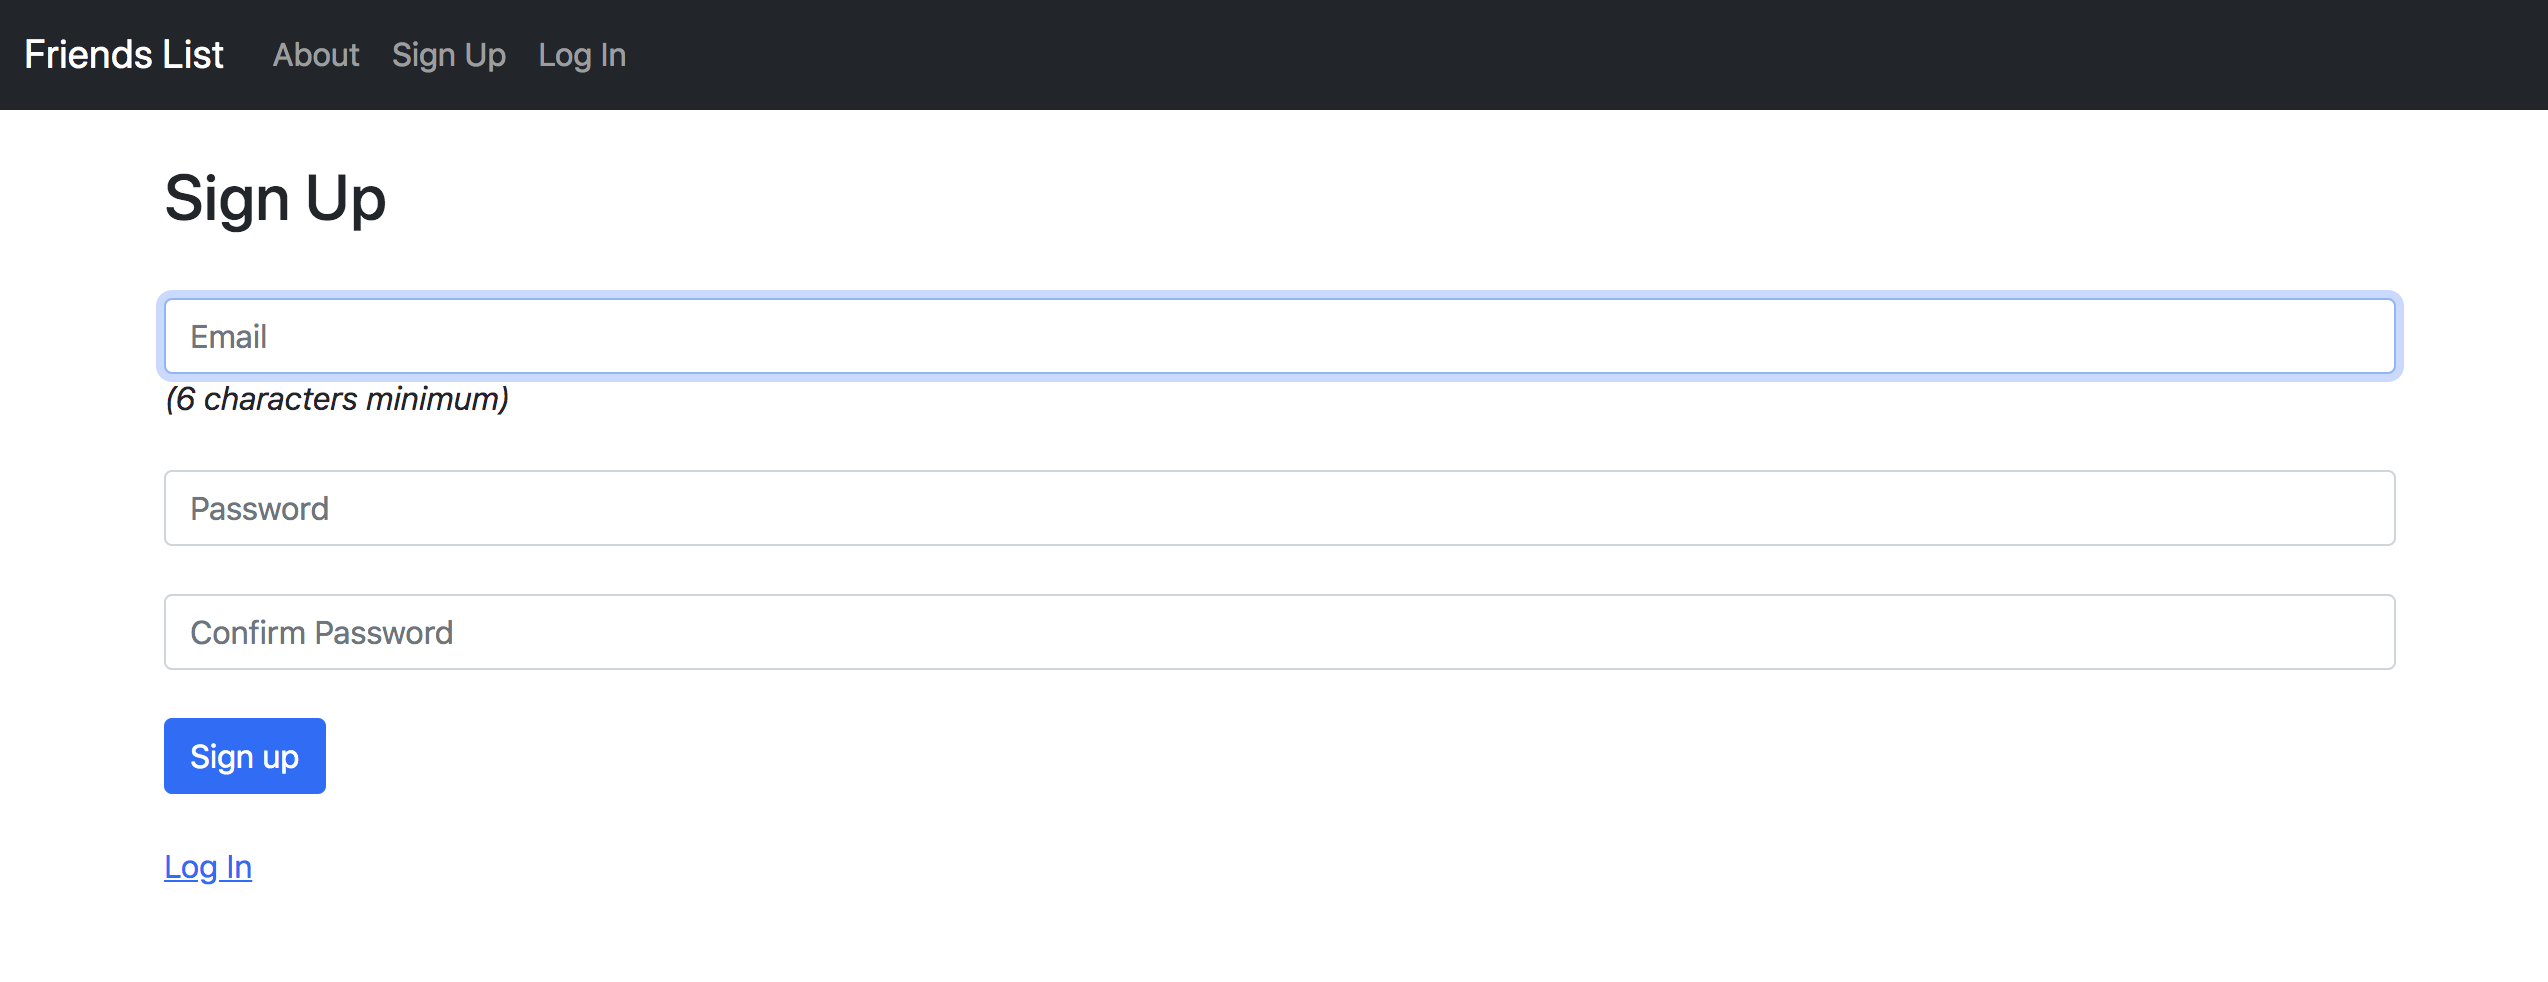 Friends List About Sign Up Log In
Sign Up
Email
(6 characters minimum)
Password
Confirm Password
Sign up
Log In